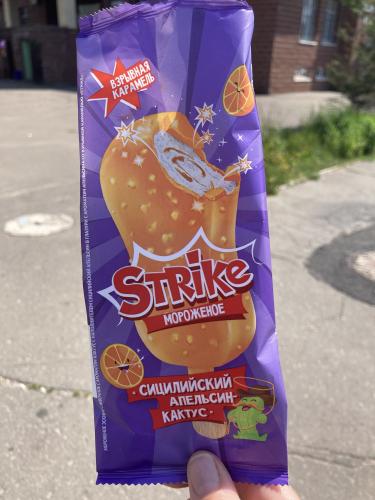 ВЗРЫВНАЯ
КАРАМЕЛЬ
STRIKE
МОРОЖЕНОЕ
СИЦИЛИЙСКИЙ
АПЕЛЬСИН-
КАКТУС